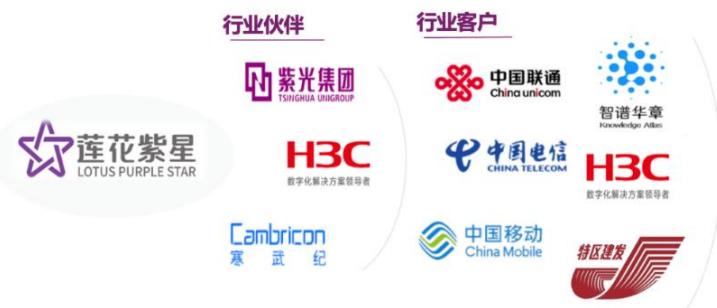 行业伙伴
行业客户
莲花紫星
LOTUS PURPLE STAR
紫光集团
TSINGHUA UNIGROUP
H3C
数字化解决方案领导者
Cambricon
寒武纪
中国联通
China unicom
中国电信
CHINA TELECOM
中国移动
China Mobile
智谱华章
Knowledge Atlas
H3C
数字化解决方案领导者
特区建发